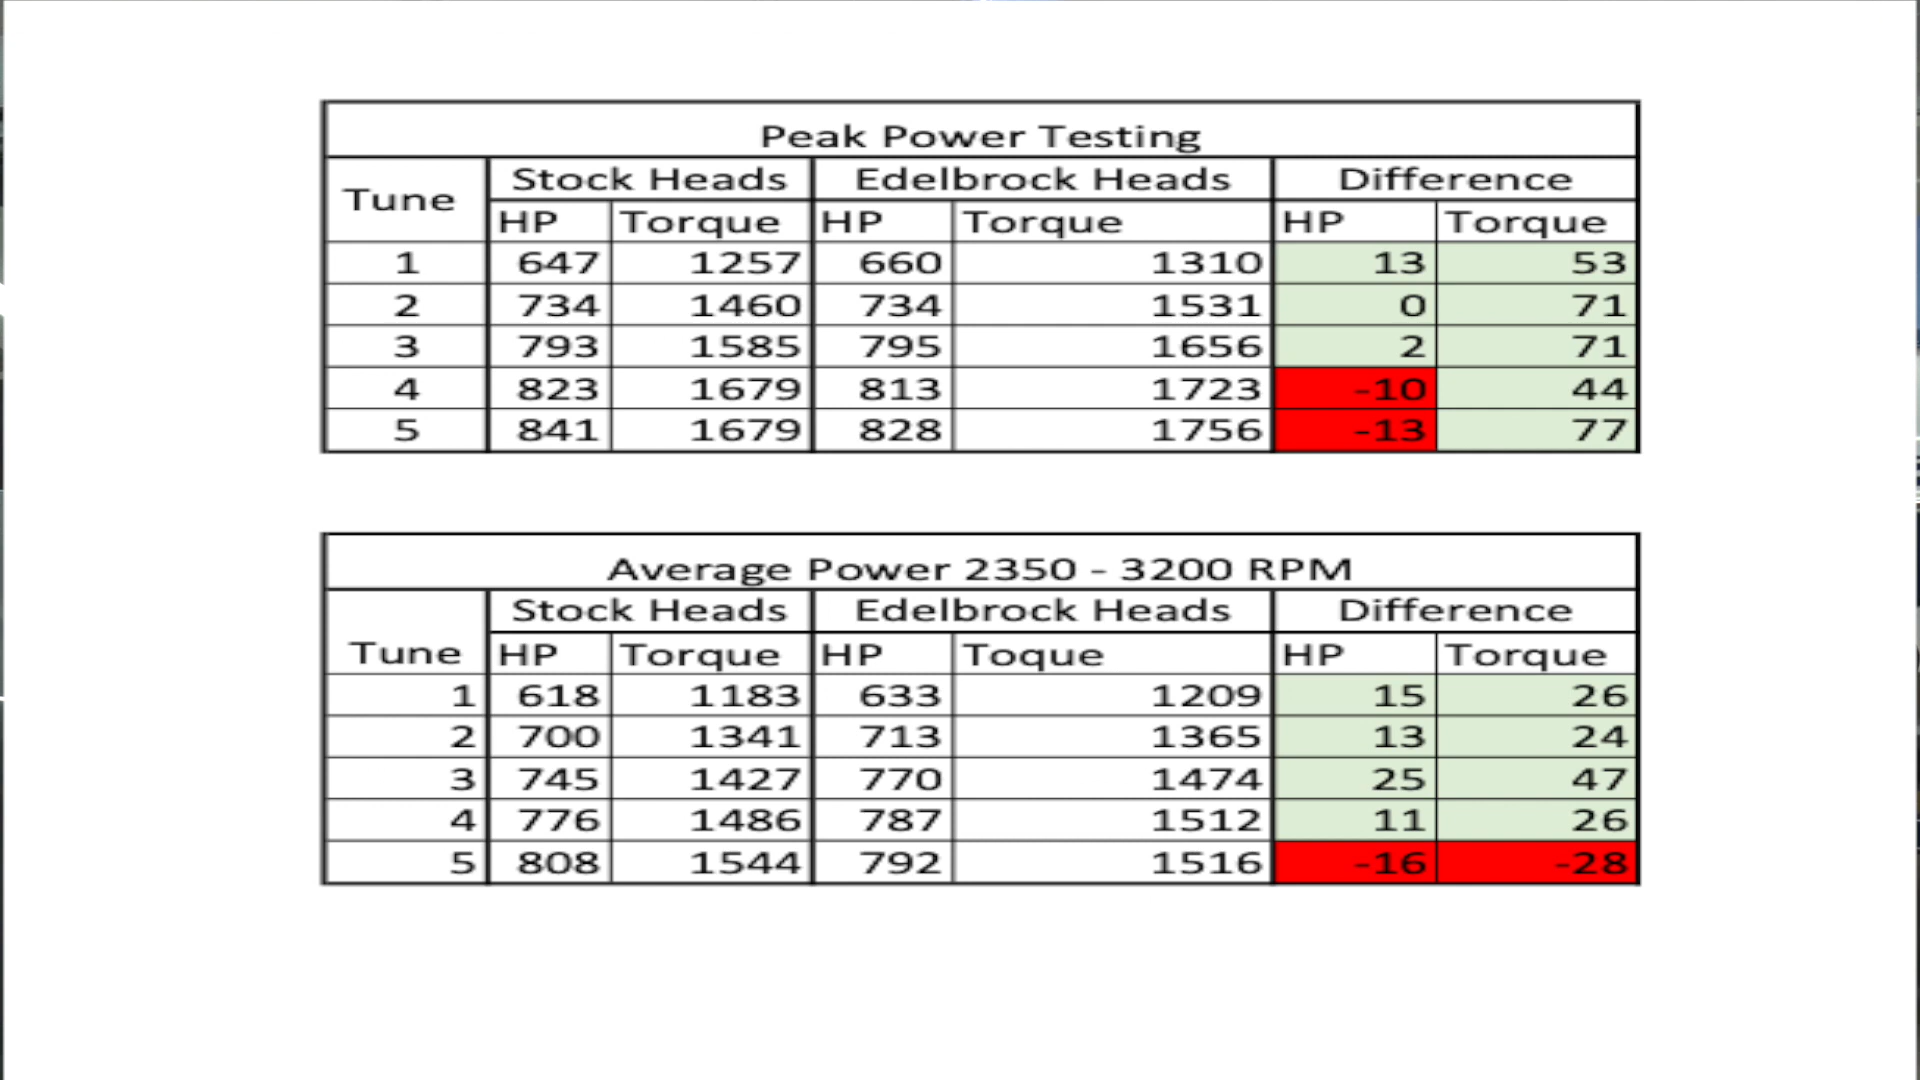 Peak Power Testing
Tune Stock Heads Edelbrock Heads Difference
HP Torque HP Torque HP Torque
1 647 1257 660 1310 13 53
2 734 1460 734 1531 0 71
3 793 1585 795 1656 2 71
4 823 1679 813 1723 -10 44
5 841 1679 828 1756 -13 77
Average Power 2350 - 3200 RPM
Stock Heads Edelbrock Heads Difference
Tune HP Torque HP Toque HP Torque
1 618 1183 633 1209 15 26
2 700 1341 713 1365 13 24
3 745 1427 770 1474 25 47
4 776 1486 787 1512 11 26
5 808 1544 792 1516 -16 -28